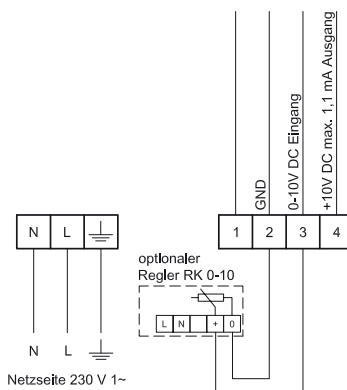 GND
0-10V DC Eingang
+10V DC max. 1,1 mA Ausgang
N L
1 2 3 4
optionaler
Regler RK 0-10
L N + 0
N L
Netzseite 230 V 1~